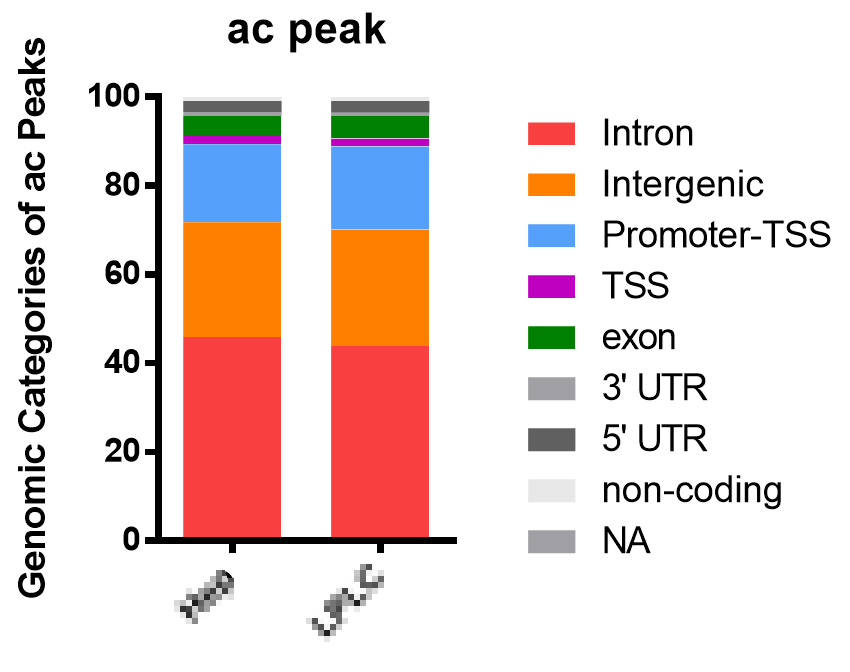 ac peak
Genomic Categories of ac Peaks
100
80
60
40
20
0
Intron
Intergenic
Promoter-TSS
TSS
exon
3' UTR
5' UTR
non-coding
NA